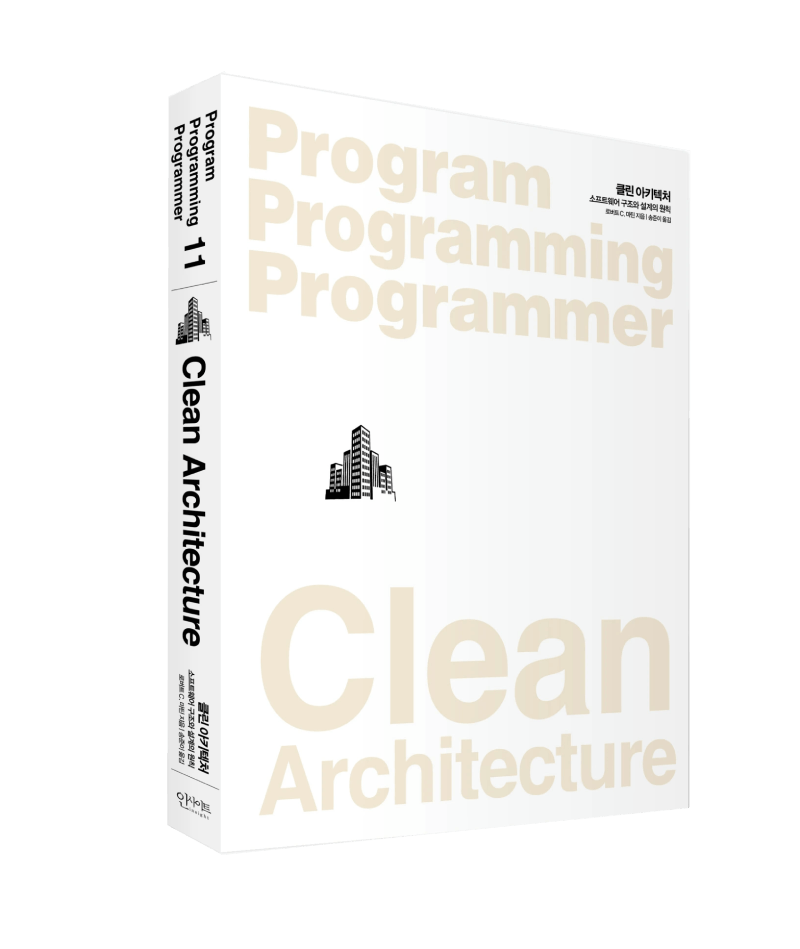 Program
Programming
Programmer
11
Clean Architecture
클린 아키텍처
소프트웨어 구조와 설계의 원칙
로버트 C. 마틴 지음 | 송준이 옮김
인사이트
insight
Program
Programming
Programmer
클린 아키텍처
소프트웨어 구조와 설계의 원칙
로버트 C. 마틴 지음 | 송준이 옮김
Clean
Architecture